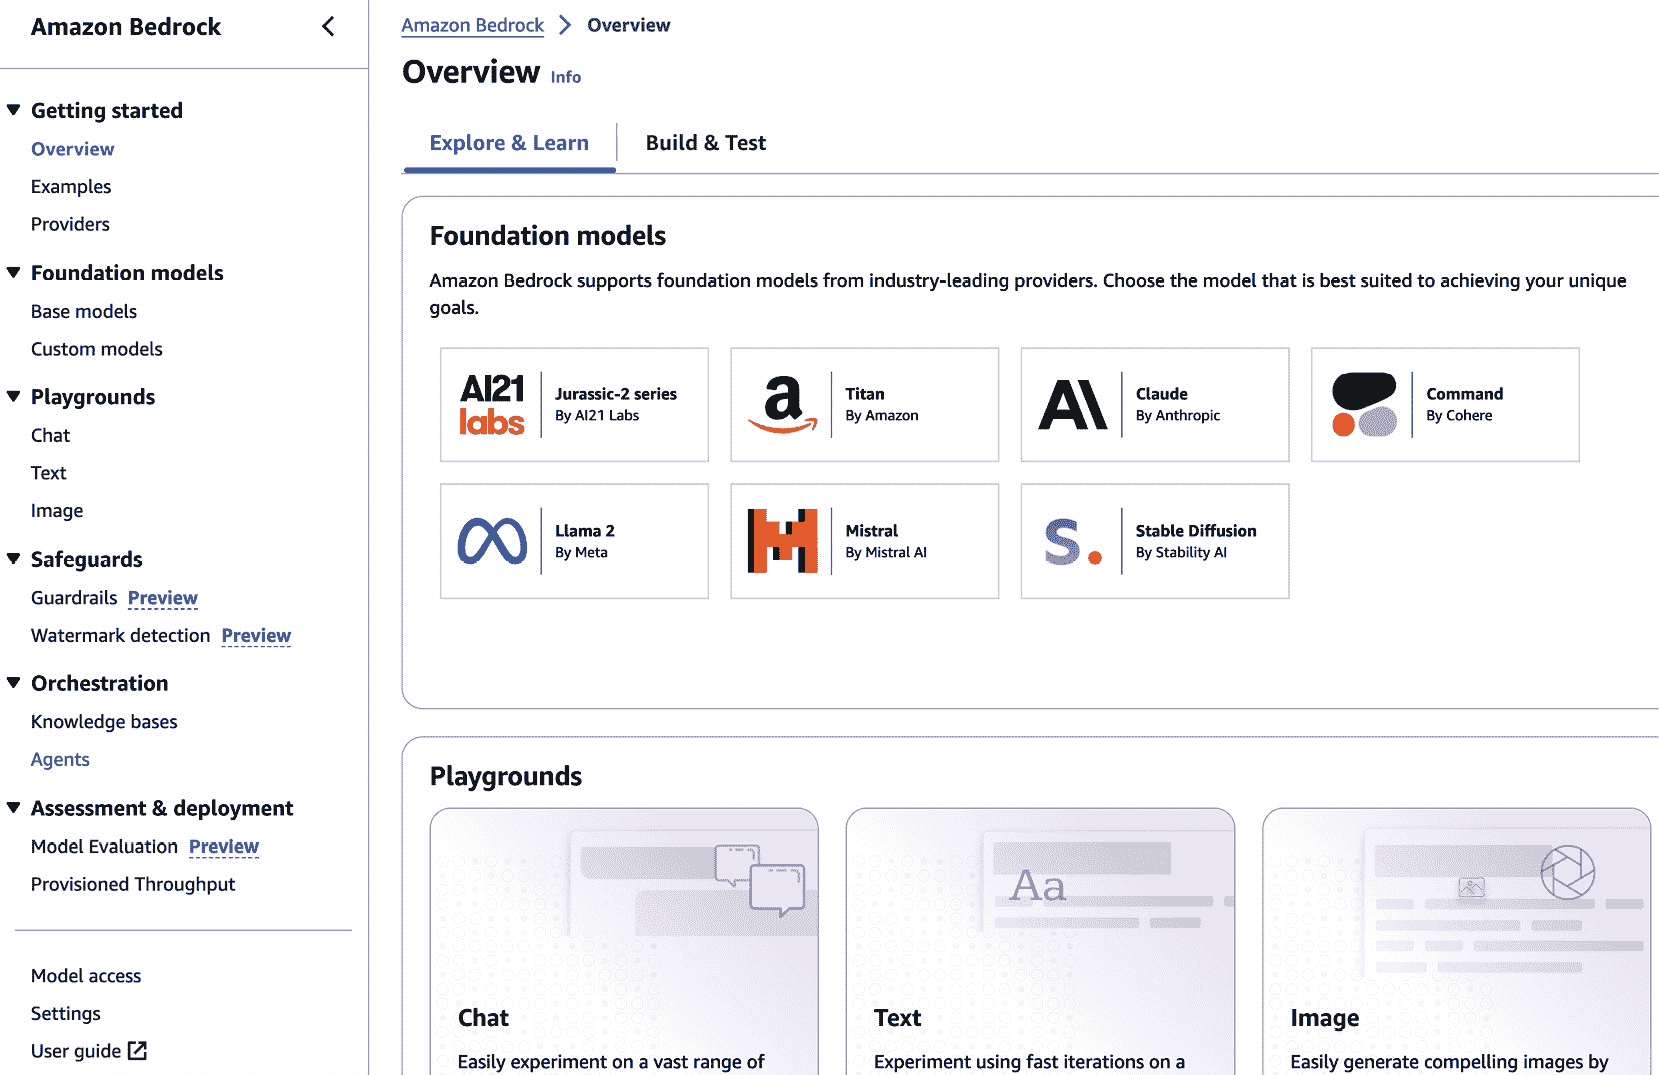 Amazon Bedrock
Getting started
Overview
Examples
Providers
Foundation models
Base models
Custom models
Playgrounds
Chat
Text
Image
Safeguards
Guardrails Preview
Watermark detection Preview
Orchestration
Knowledge bases
Agents
Assessment & deployment
Model Evaluation Preview
Provisioned Throughput
Model access
Settings
User guide
Amazon Bedrock > Overview
Overview Info
Explore & Learn
Build & Test
Foundation models
Amazon Bedrock supports foundation models from industry-leading providers. Choose the model that is best suited to achieving your unique
goals.
AI21
labs
Jurassic-2 series
By AI21 Labs
a
Titan
By Amazon
A\
Claude
By Anthropic
Command
By Cohere
Llama 2
By Meta
Mistral
By Mistral AI
S.
Stable Diffusion
By Stability AI
Playgrounds
Chat
Easily experiment on a vast range of
Aa
Text
Experiment using fast iterations on a
Image
Easily generate compelling images by